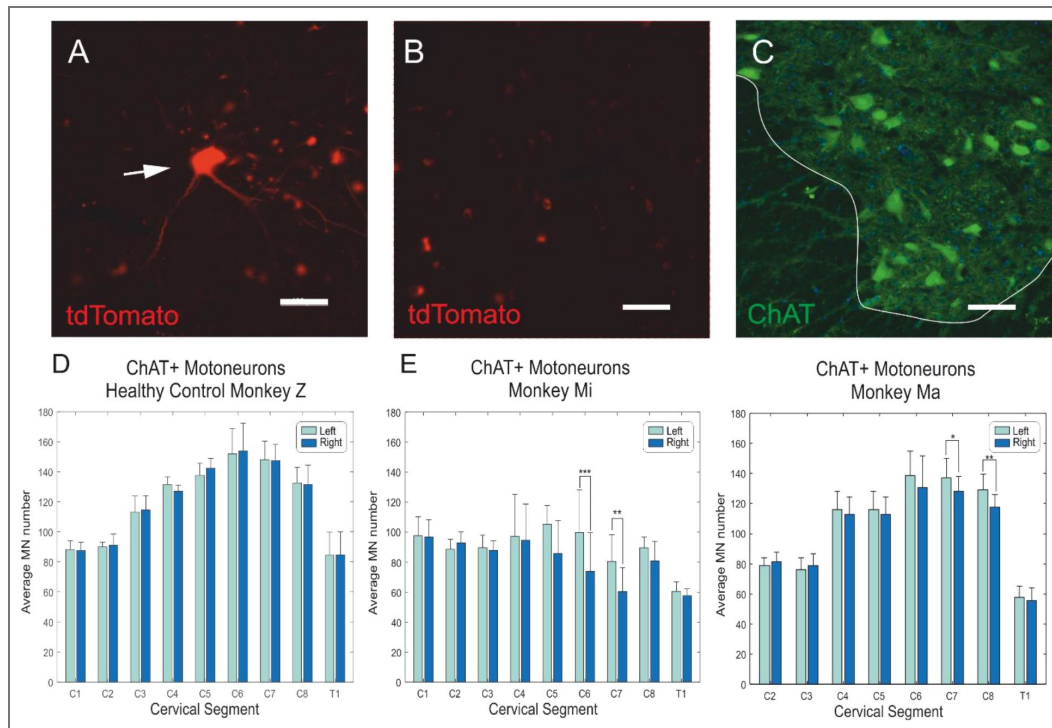 A
tdTomato
B
tdTomato
C
ChAT
D
ChAT+ Motoneurons
Healthy Control Monkey Z
Average MN number
180
160
140
120
100
80
60
40
20
0
Left
Right
C1 C2 C3 C4 C5 C6 C7 C8 T1
Cervical Segment
E
ChAT+ Motoneurons
Monkey Mi
Average MN number
180
160
140
120
100
80
60
40
20
0
Left
Right
***
**
C1 C2 C3 C4 C5 C6 C7 C8 T1
Cervical Segment
ChAT+ Motoneurons
Monkey Ma
Average MN number
180
160
140
120
100
80
60
40
20
0
Left
Right
*
**
C2 C3 C4 C5 C6 C7 C8 T1
Cervical Segment